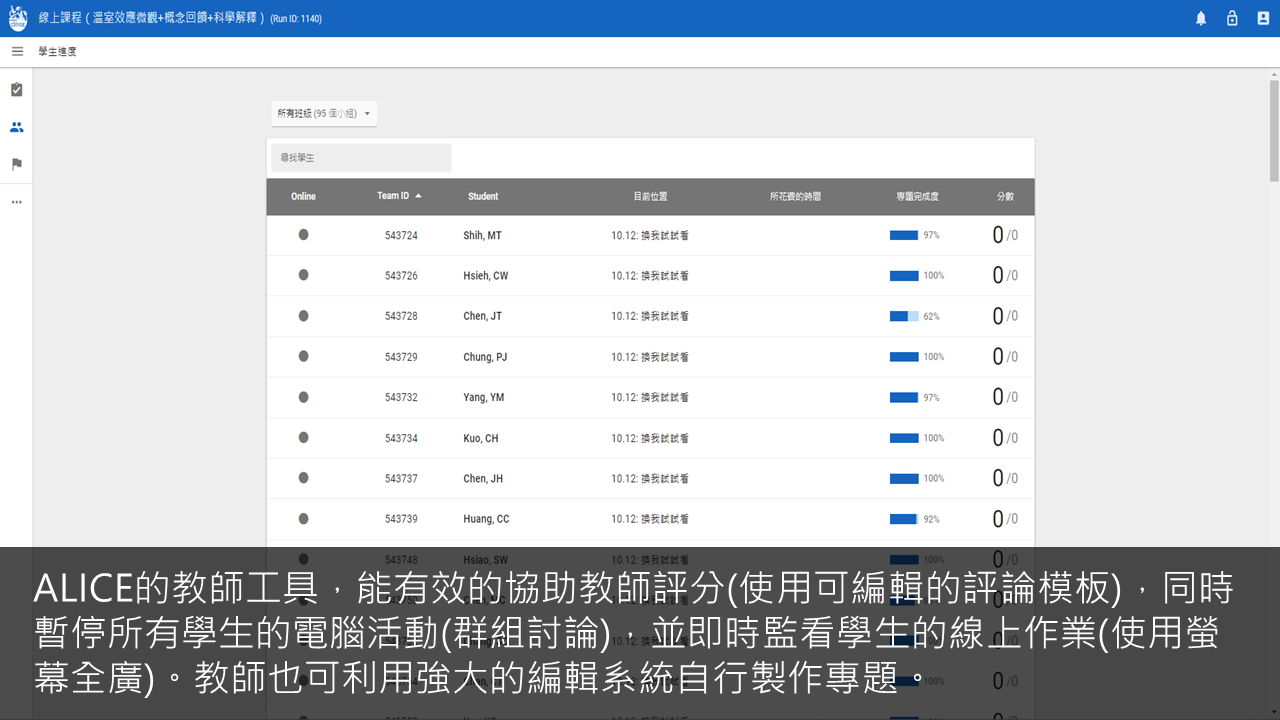 線上課程 ( 溫室效應微觀+概念回饋+科學解釋 ) (Run ID: 1140)
學生進度
所有班級 (95 個小組)
尋找學生
Online Team ID Student 目前位置 所花費的時間 專題完成度 分數
543724 Shih, MT 10.12: 換我試試看 97% 0 /0
543726 Hsieh, CW 10.12: 換我試試看 100% 0 /0
543728 Chen, JT 10.12: 換我試試看 62% 0 /0
543729 Chung, PJ 10.12: 換我試試看 100% 0 /0
543732 Yang, YM 10.12: 換我試試看 97% 0 /0
543734 Kuo, CH 10.12: 換我試試看 100% 0 /0
543737 Chen, JH 10.12: 換我試試看 100% 0 /0
543739 Huang, CC 10.12: 換我試試看 92% 0 /0
543748 Hsiao, SW 10.12: 換我試試看 100% 0 /0
ALICE的教師工具，能有效的協助教師評分(使用可編輯的評論模板)，同時
暫停所有學生的電腦活動(群組討論)，並即時監看學生的線上作業(使用螢
幕全廣)。教師也可利用強大的編輯系統自行製作專題。